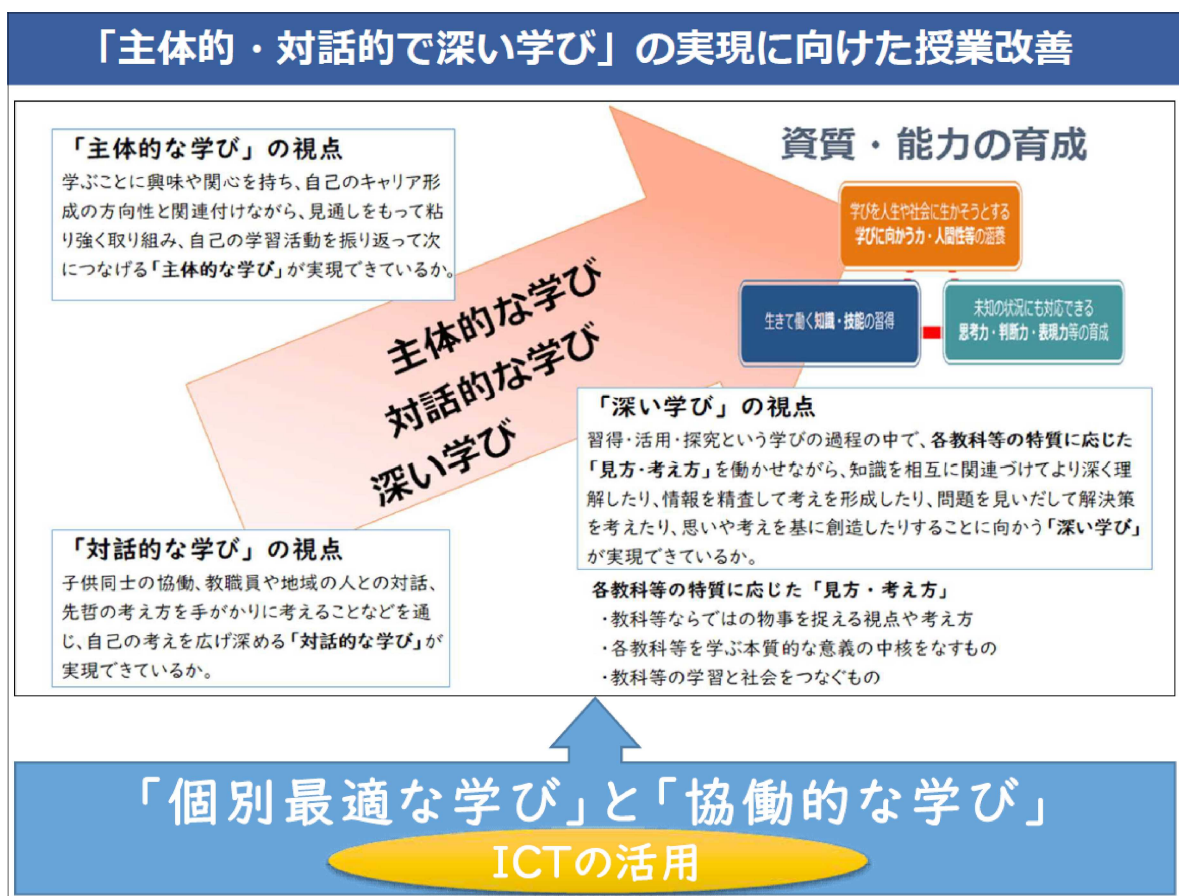 「主体的・対話的で深い学び」の実現に向けた授業改善
「主体的な学び」の視点
学ぶことに興味や関心を持ち、自己のキャリア形
成の方向性と関連付けながら、見通しをもって粘
り強く取り組み、自己の学習活動を振り返って次
につなげる「主体的な学び」が実現できているか。
資質・能力の育成
学びを人生や社会に生かそうとする
学びに向かう力・人間性等の涵養
生きて働く知識・技能の習得
未知の状況にも対応できる
思考力・判断力・表現力等の育成
主体的な学び
対話的な学び
深い学び
「深い学び」の視点
習得・活用・探究という学びの過程の中で、各教科等の特質に応じた
「見方・考え方」を働かせながら、知識を相互に関連づけてより深く理
解したり、情報を精査して考えを形成したり、問題を見いだして解決策
を考えたり、思いや考えを基に創造したりすることに向かう「深い学び」
が実現できているか。
「対話的な学び」の視点
子供同士の協働、教職員や地域の人との対話、
先哲の考え方を手がかりに考えることなどを通
じ、自己の考えを広げ深める「対話的な学び」が
実現できているか。
各教科等の特質に応じた「見方・考え方」
・教科等ならではの物事を捉える視点や考え方
・各教科等を学ぶ本質的な意義の中核をなすもの
・教科等の学習と社会をつなぐもの
「個別最適な学び」と「協働的な学び」
ICTの活用